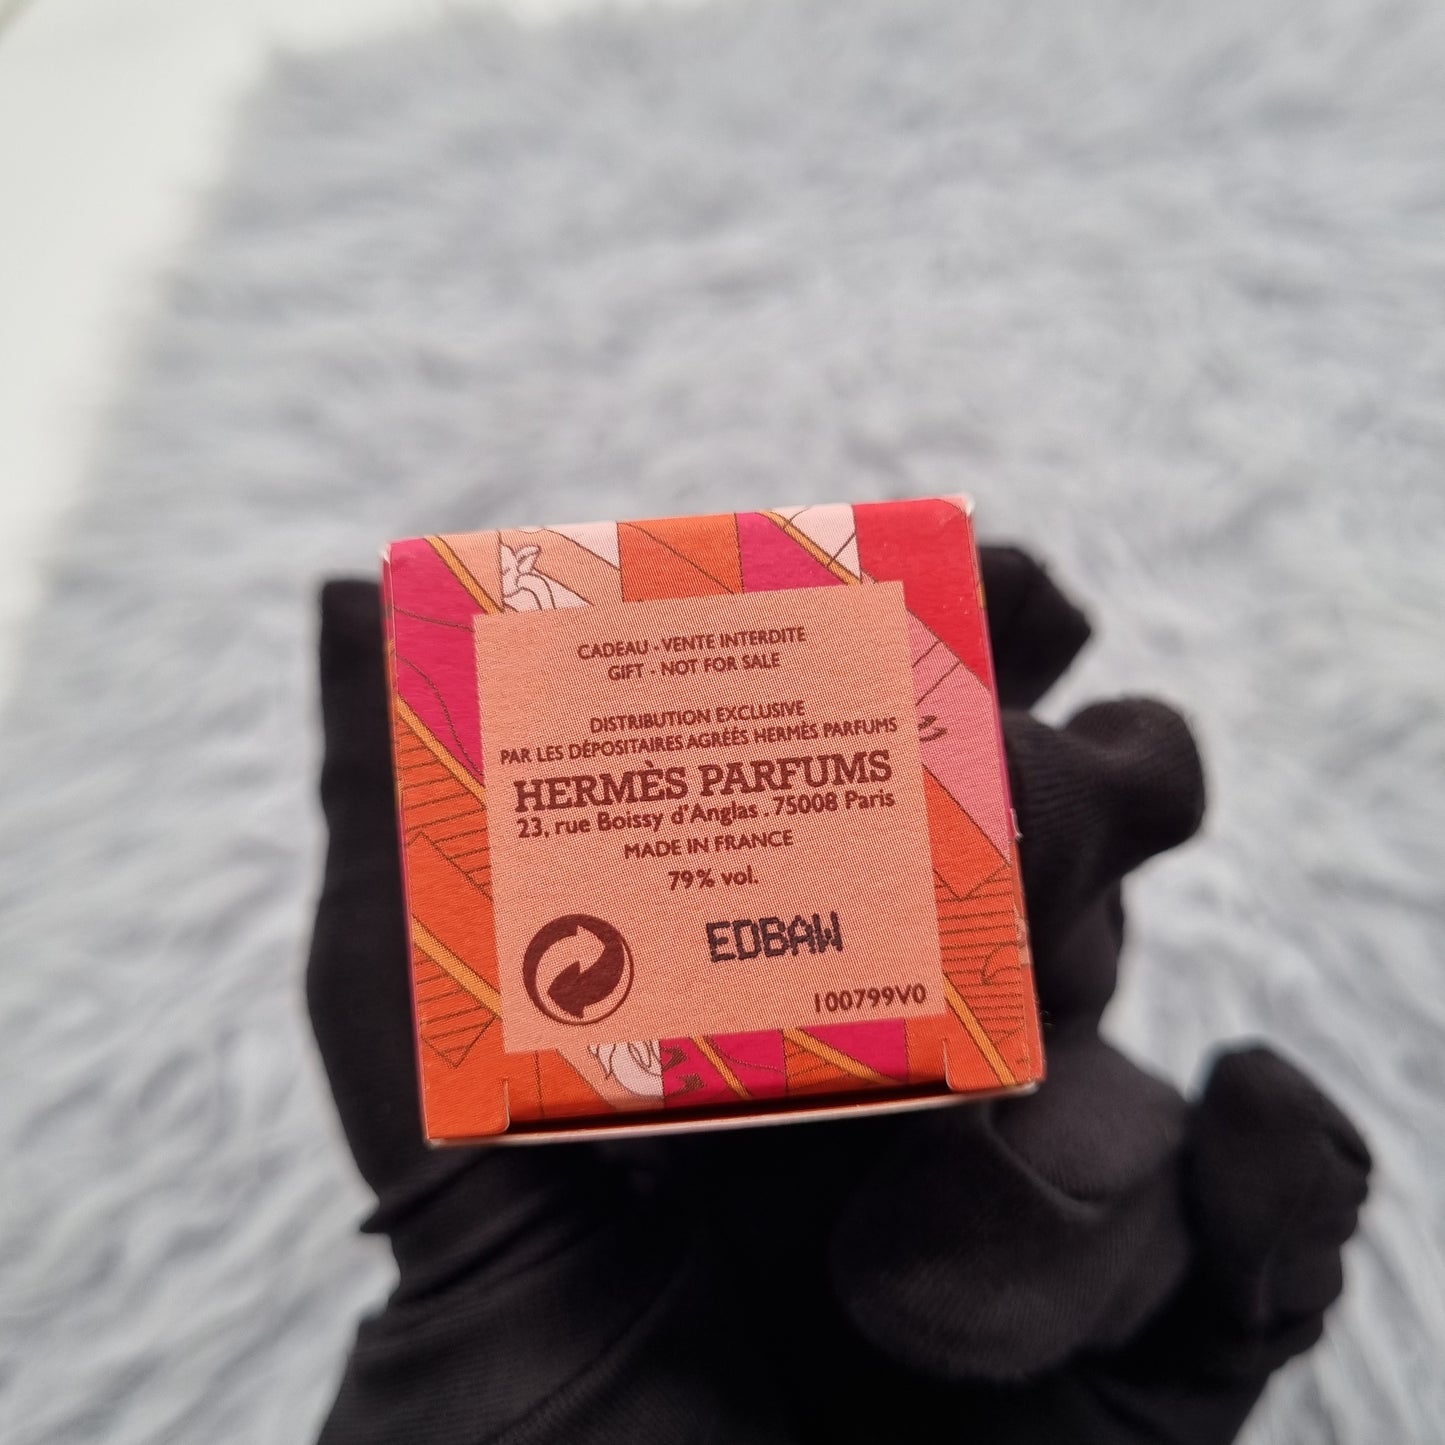 CADEAU - VENTE INTERDITE
GIFT - NOT FOR SALE
DISTRIBUTION EXCLUSIVE
PAR LES DÉPOSITAIRES AGRÉÉS HERMÈS PARFUMS
HERMÈS PARFUMS
23, rue Boissy d'Anglas . 75008 Paris
MADE IN FRANCE
79% vol.
EDBAW
100799V0